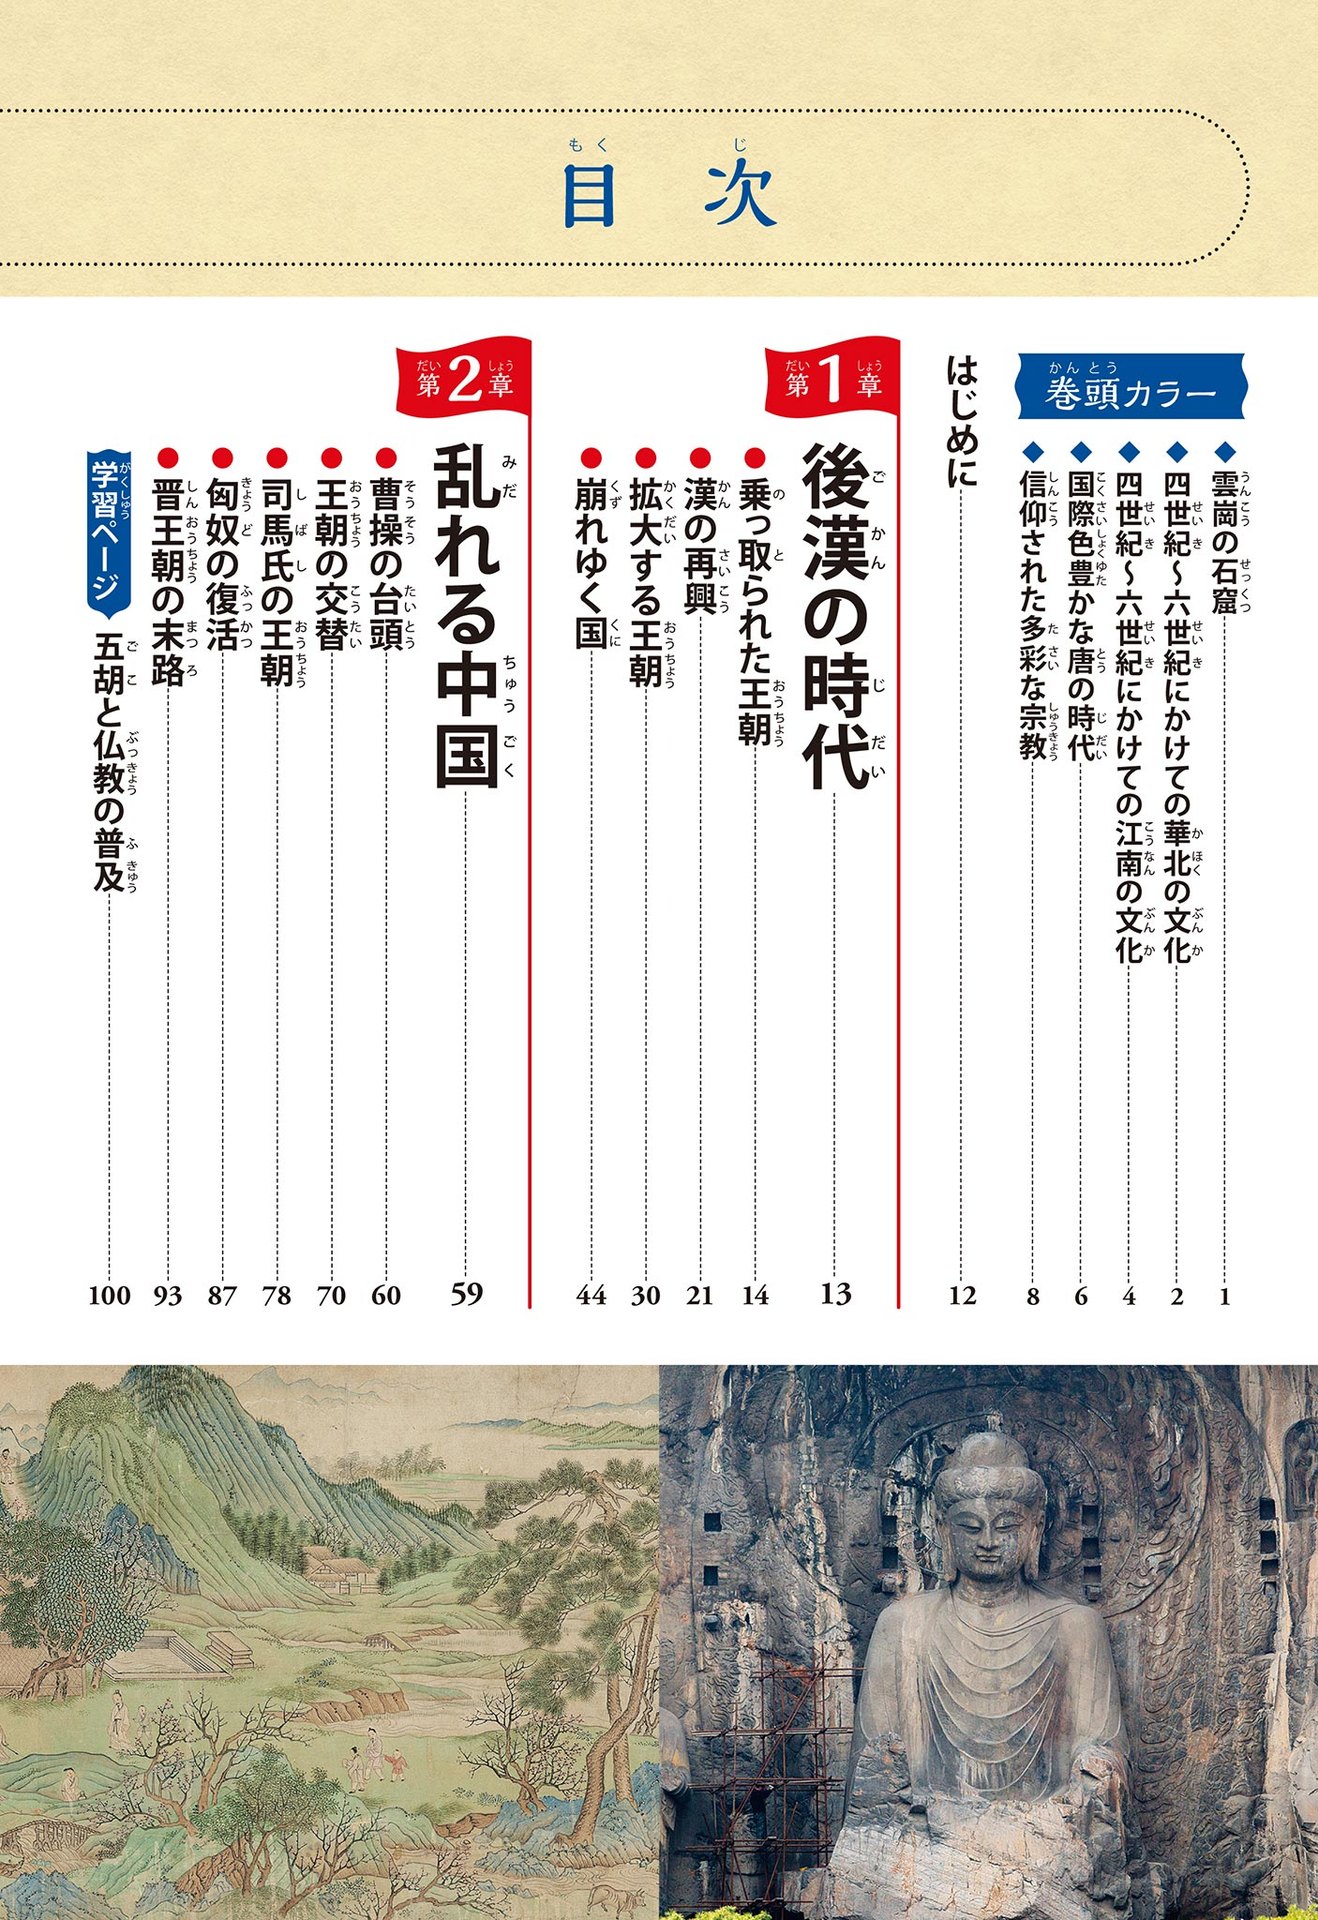 目次
巻頭カラー
◆雲崗の石窟 1
◆四世紀～六世紀にかけての華北の文化 2
◆四世紀～六世紀にかけての江南の文化 4
◆国際色豊かな唐の時代 6
◆信仰された多彩な宗教 8
はじめに 12
第1章
後漢の時代 13
●乗っ取られた王朝 14
●漢の再興 21
●拡大する王朝 30
●崩れゆく国 44
第2章
乱れる中国 59
●曹操の台頭 60
●王朝の交替 70
●司馬氏の王朝 78
●匈奴の復活 87
●晋王朝の末路 93
学習ページ
五胡と仏教の普及 100